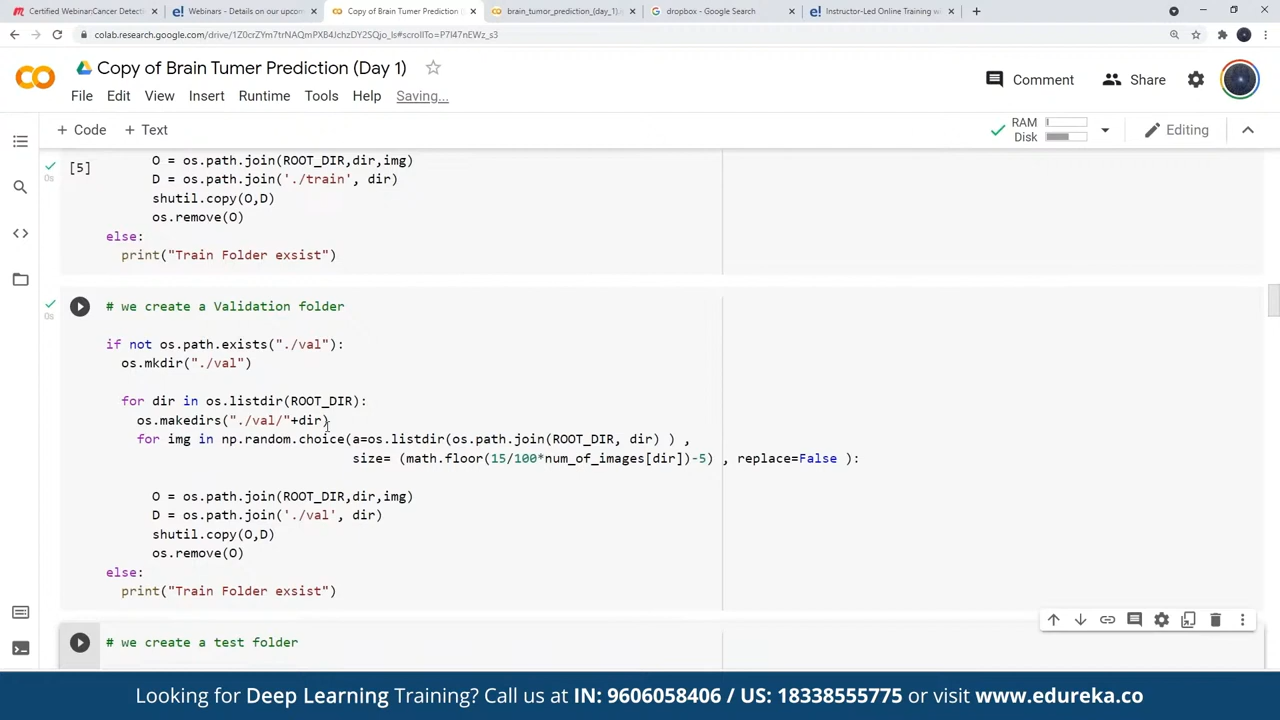 Certified Webinar:Cancer Detecti
Webinars - Details on our upcom
Copy of Brain Tumor Prediction (
brain_tumor_prediction_(day_1).i
dropbox - Google Search
Instructor-Led Online Training wi
colab.research.google.com/drive/1Z0crZYm7trNAQmPXB4JchzDY2SQjo_ls#scrollTo=P7l47nEWz_s3
Copy of Brain Tumer Prediction (Day 1)
Comment
Share
File Edit View Insert Runtime Tools Help Saving...
+ Code + Text
RAM
Disk
Editing
[5]
0s
O = os.path.join(ROOT_DIR,dir,img)
D = os.path.join('./train', dir)
shutil.copy(O,D)
os.remove(O)
else:
print("Train Folder exsist")
0s
# we create a Validation folder
if not os.path.exists("./val"):
os.mkdir("./val")
for dir in os.listdir(ROOT_DIR):
os.makedirs("./val/"+dir)
for img in np.random.choice(a=os.listdir(os.path.join(ROOT_DIR, dir) ) ,
size= (math.floor(15/100*num_of_images[dir])-5) , replace=False ):
O = os.path.join(ROOT_DIR,dir,img)
D = os.path.join('./val', dir)
shutil.copy(O,D)
os.remove(O)
else:
print("Train Folder exsist")
# we create a test folder
Looking for Deep Learning Training? Call us at IN: 9606058406 / US: 18338555775 or visit www.edureka.co